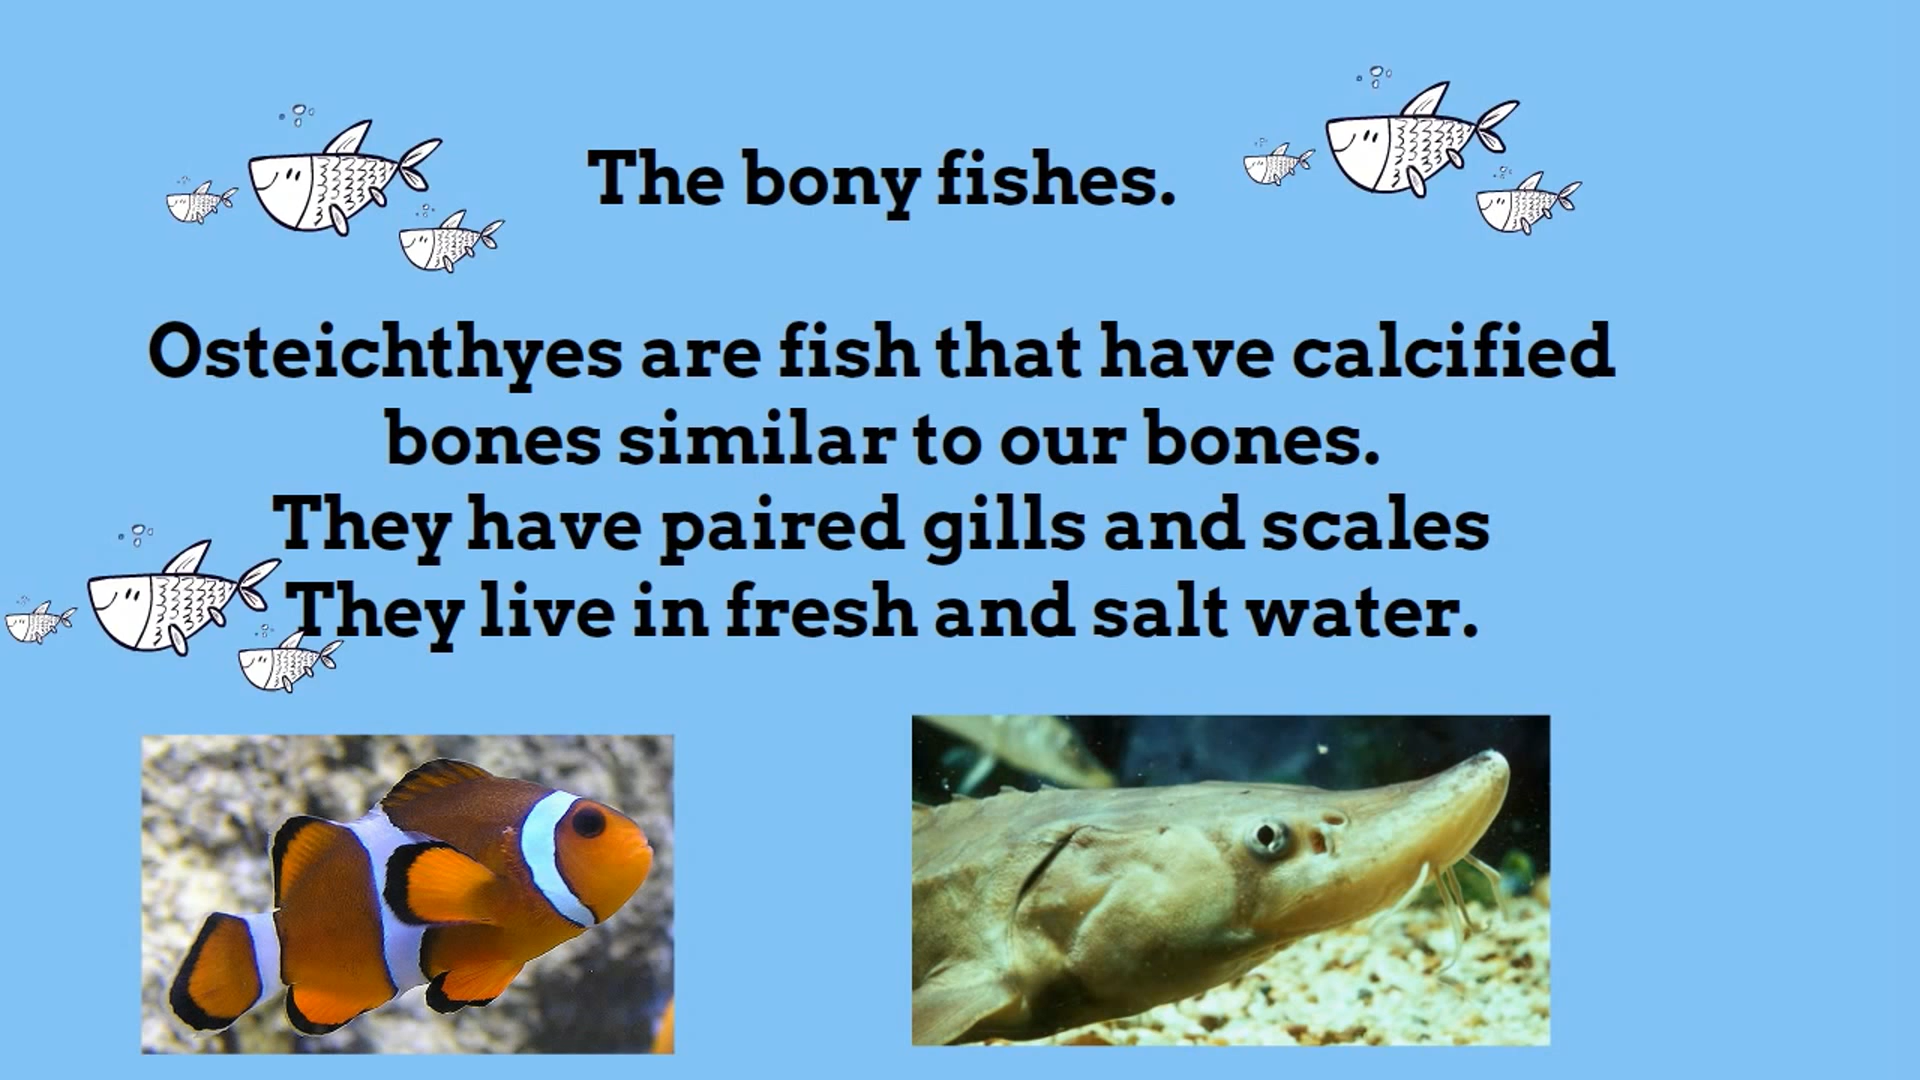 The bony fishes.
Osteichthyes are fish that have calcified
bones similar to our bones.
They have paired gills and scales
They live in fresh and salt water.